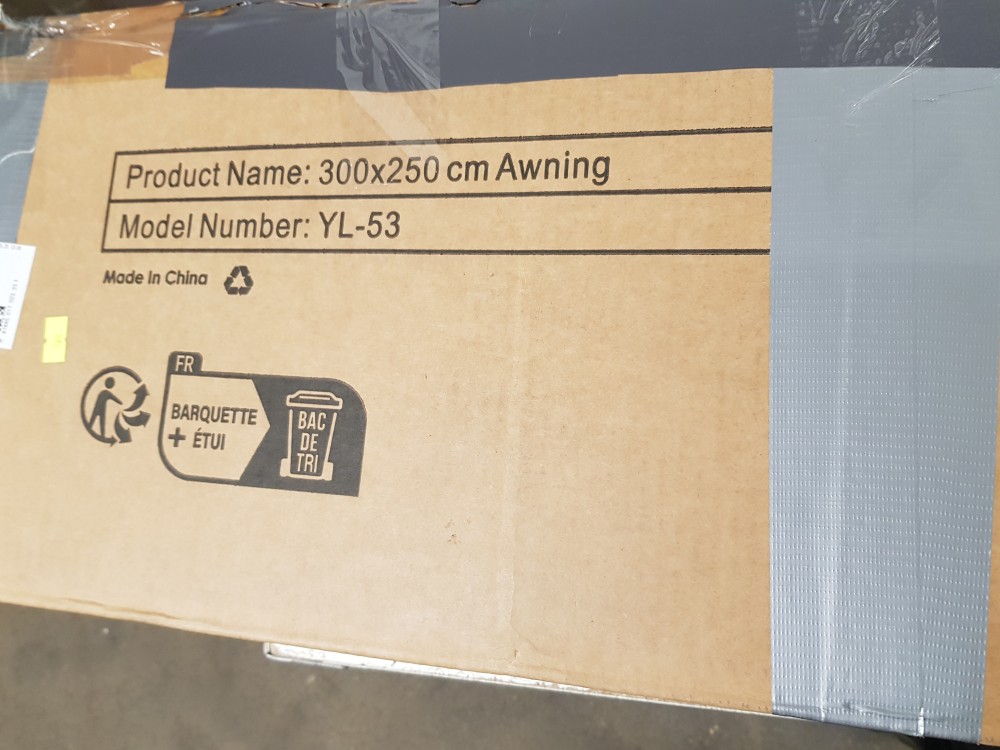 Product Name: 300x250 cm Awning
Model Number: YL-53
Made In China
FR
BARQUETTE
+ ÉTUI
BAC
DE
TRI